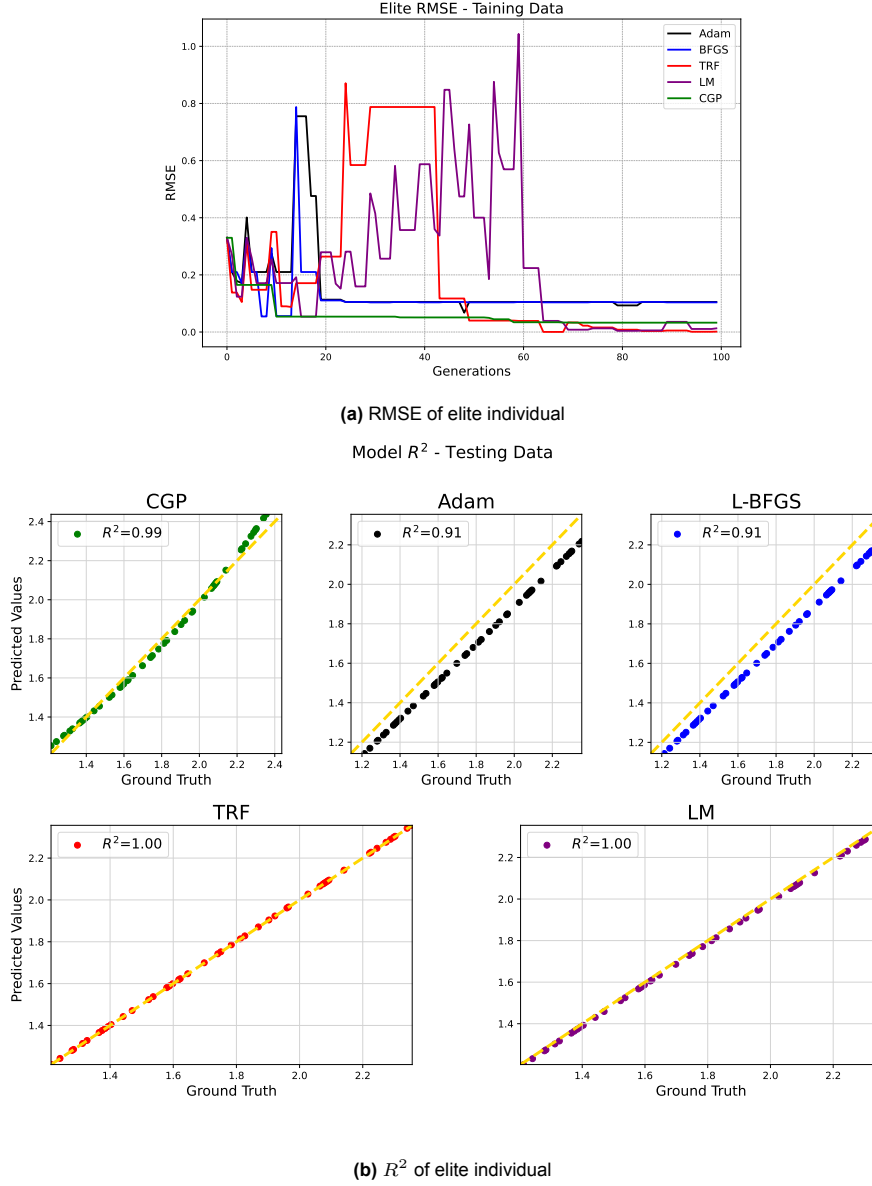 Elite RMSE - Taining Data
1.0
0.8
0.6
0.4
0.2
0.0
RMSE
Adam
BFGS
TRF
LM
CGP
0 20 40 60 80 100
Generations
(a) RMSE of elite individual
Model R² - Testing Data
CGP
R²=0.99
2.4
2.2
2.0
1.8
1.6
1.4
Predicted Values
1.4 1.6 1.8 2.0 2.2 2.4
Ground Truth
Adam
R²=0.91
2.2
2.0
1.8
1.6
1.4
1.2
1.2 1.4 1.6 1.8 2.0 2.2
Ground Truth
L-BFGS
R²=0.91
2.2
2.0
1.8
1.6
1.4
1.2
1.2 1.4 1.6 1.8 2.0 2.2
Ground Truth
TRF
R²=1.00
2.2
2.0
1.8
1.6
1.4
Predicted Values
1.4 1.6 1.8 2.0 2.2
Ground Truth
LM
R²=1.00
2.2
2.0
1.8
1.6
1.4
1.4 1.6 1.8 2.0 2.2
Ground Truth
(b) R² of elite individual